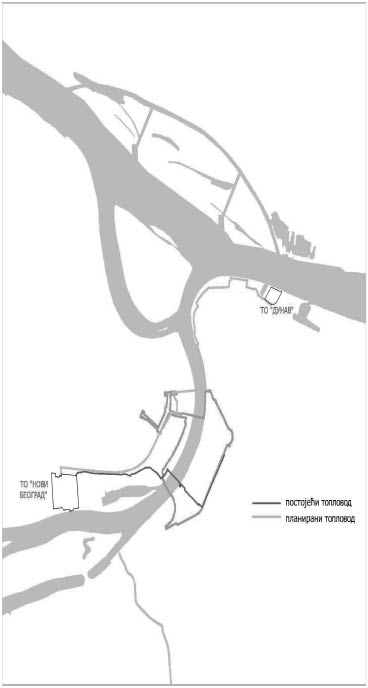 ТО "ДУНАВ"
ТО "НОВИ
БЕОГРАД"
постојећи топловод
планирани топловод